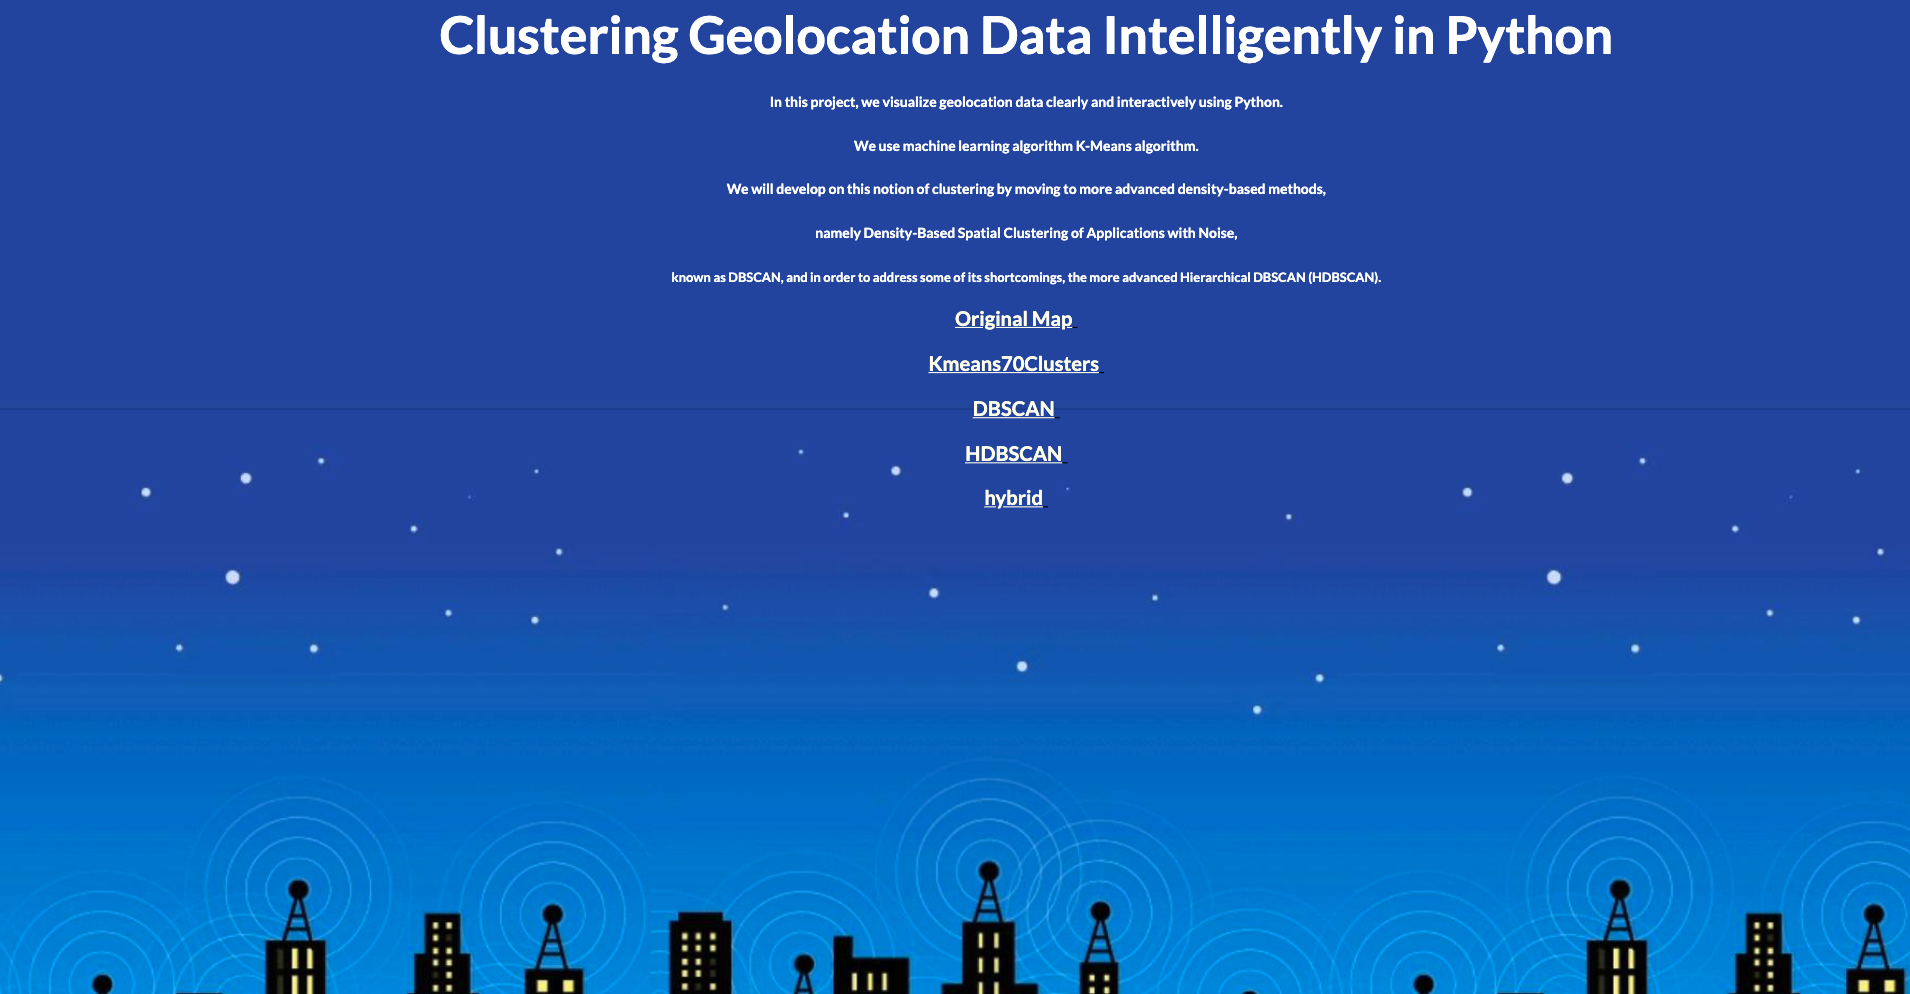 Clustering Geolocation Data Intelligently in Python
In this project, we visualize geolocation data clearly and interactively using Python.
We use machine learning algorithm K-Means algorithm.
We will develop on this notion of clustering by moving to more advanced density-based methods,
namely Density-Based Spatial Clustering of Applications with Noise,
known as DBSCAN, and in order to address some of its shortcomings, the more advanced Hierarchical DBSCAN (HDBSCAN).
Original Map
Kmeans70Clusters
DBSCAN
HDBSCAN
hybrid